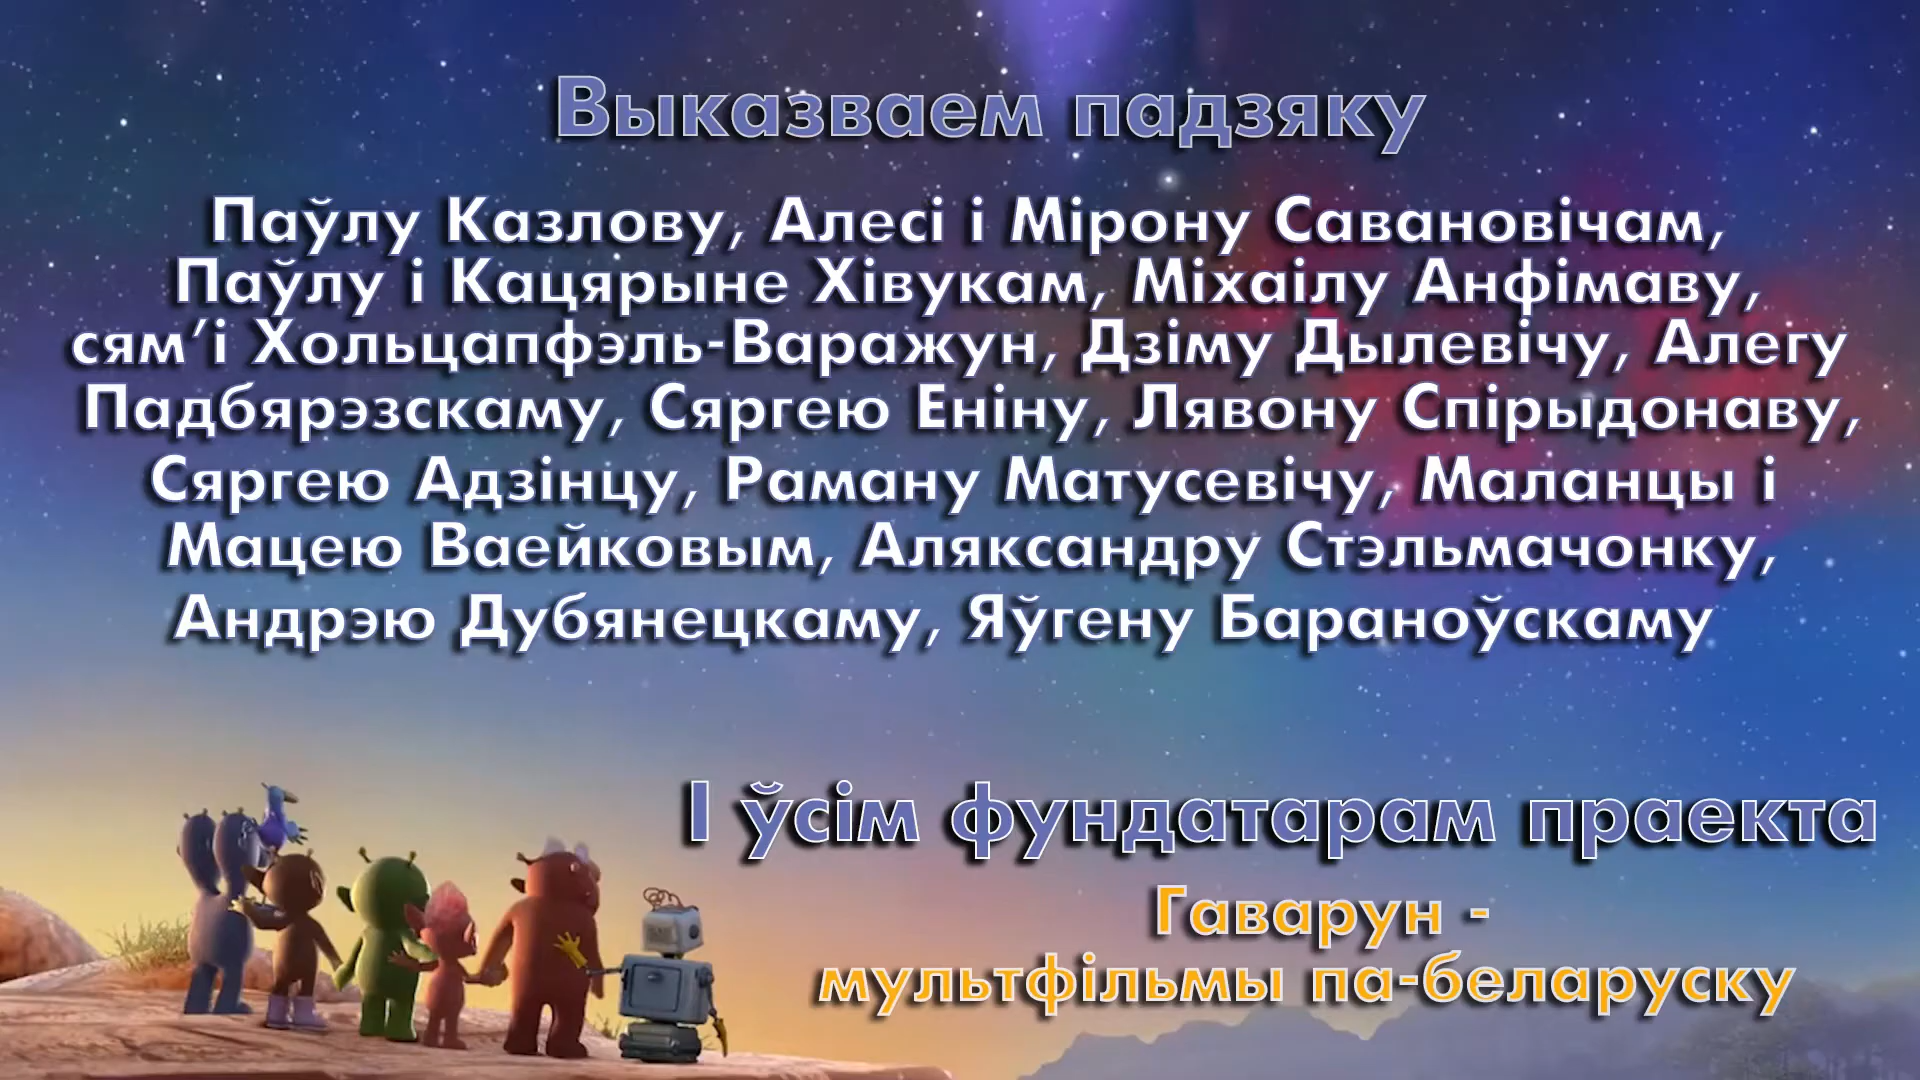 Выказваем падзяку
Паўлу Казлову, Алесі і Мірону Савановічам,
Паўлу і Кацярыне Хівукам, Міхаілу Анфімаву,
сям’і Хольцапфэль-Варажун, Дзіму Дылевічу, Алегу
Падбярэзскаму, Сяргею Еніну, Лявону Спірыдонаву,
Сяргею Адзінцу, Раману Матусевічу, Маланцы і
Мацею Ваейковым, Аляксандру Стэльмачонку,
Андрэю Дубянецкаму, Яўгену Бараноўскаму
І ўсім фундатарам праекта
Гаварун -
мультфільмы па-беларуску